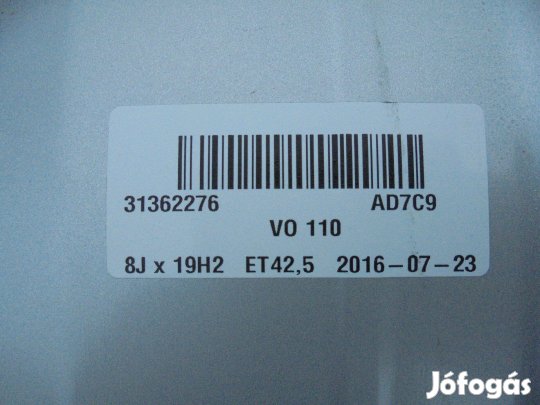 31362276 AD7C9
VO 110
8J x 19H2 ET42,5 2016-07-23
Jófogás